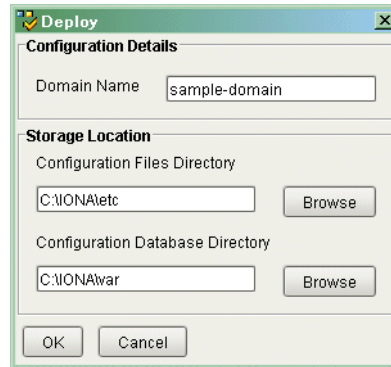 Deploy
Configuration Details
Domain Name sample-domain
Storage Location
Configuration Files Directory
C:\IONA\etc Browse
Configuration Database Directory
C:\IONA\var Browse
OK Cancel